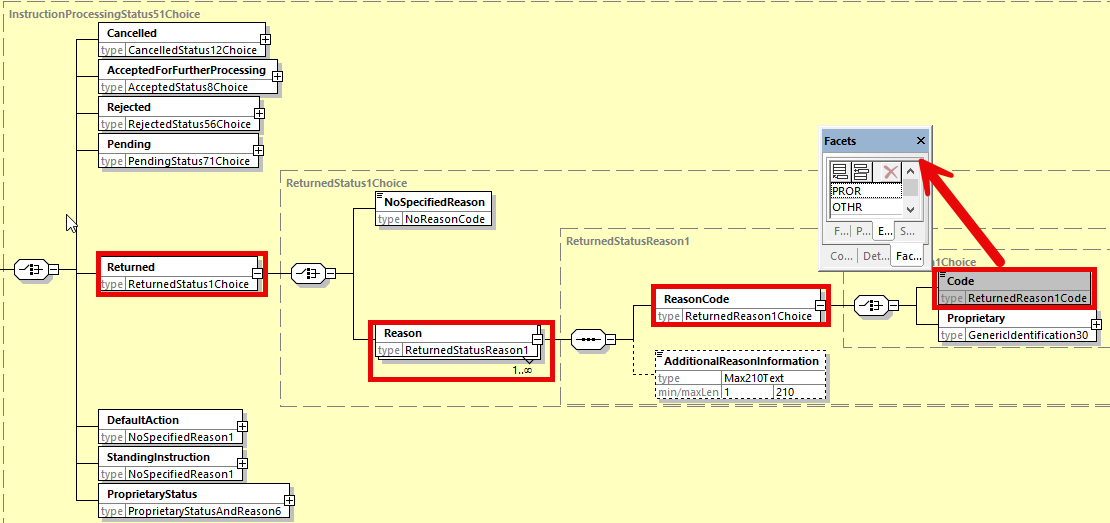 InstructionProcessingStatus51Choice
Cancelled
type CancelledStatus12Choice
AcceptedForFurtherProcessing
type AcceptedStatus8Choice
Rejected
type RejectedStatus56Choice
Pending
type PendingStatus71Choice
Returned
type ReturnedStatus1Choice
DefaultAction
type NoSpecifiedReason1
StandingInstruction
type NoSpecifiedReason1
ProprietaryStatus
type ProprietaryStatusAndReason6
ReturnedStatus1Choice
NoSpecifiedReason
type NoReasonCode
Reason
type ReturnedStatusReason1
1..∞
ReturnedStatusReason1
ReasonCode
type ReturnedReason1Choice
AdditionalReasonInformation
type Max210Text
min/maxLen 1 210
Facets
PROR
OTHR
F... P... E... S...
Co... Det... Fac...
n1Choice
Code
type ReturnedReason1Code
Proprietary
type GenericIdentification30